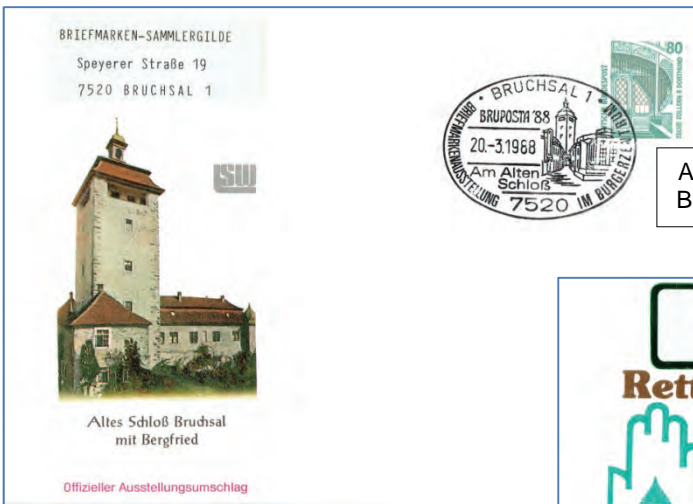 BRIEFMARKEN-SAMMLERGILDE
Speyerer Straße 19
7520 BRUCHSAL 1
LSW
Altes Schloß Bruchsal
mit Bergfried
Offizieller Ausstellungsumschlag
BRUCHSAL 1
BRUPOSTA '88
20.-3.1988
Am Alten
Schloß
7520
BRIEFMARKENAUSSTELLUNG IM BÜRGERZENTRUM
80
A
B
Rett